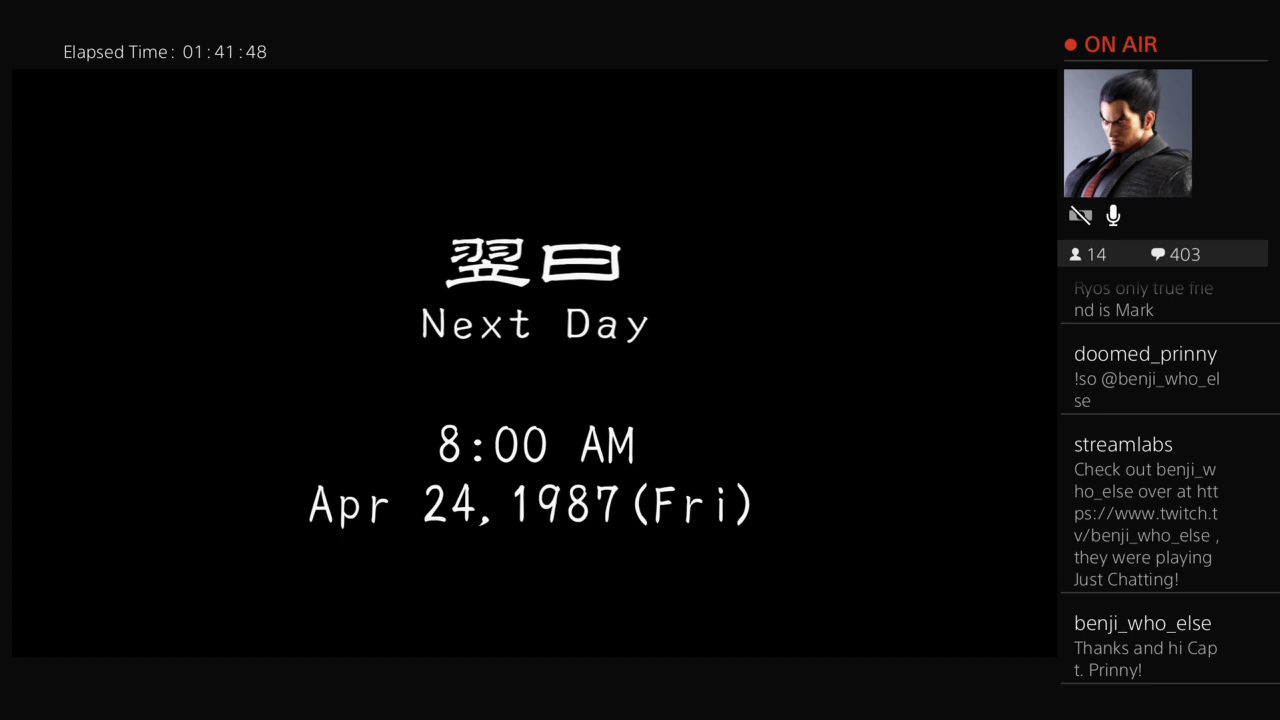 Elapsed Time: 01:41:48
翌日
Next Day
8:00 AM
Apr 24, 1987(Fri)
ON AIR
14
403
Ryos only true frie
nd is Mark
doomed_prinny
!so @benji_who_el
se
streamlabs
Check out benji_w
ho_else over at htt
ps://www.twitch.t
v/benji_who_else ,
they were playing
Just Chatting!
benji_who_else
Thanks and hi Cap
t. Prinny!